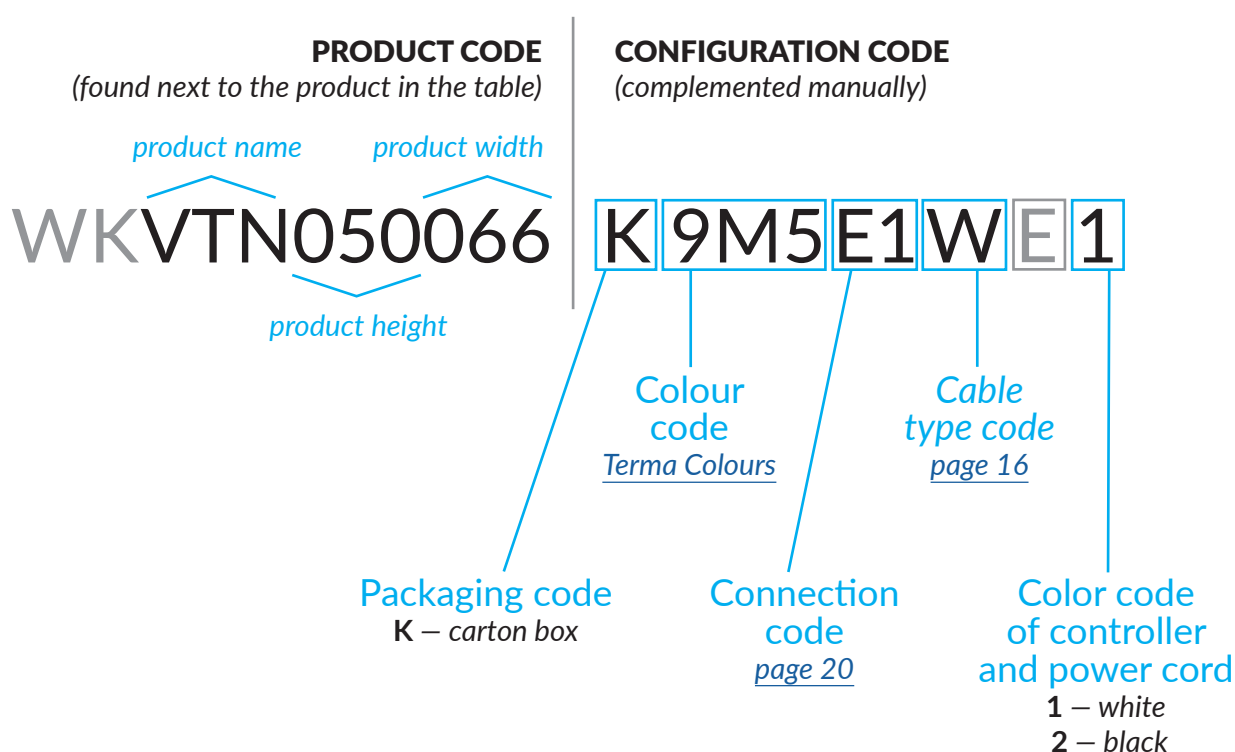 PRODUCT CODE
(found next to the product in the table)
CONFIGURATION CODE
(complemented manually)
product name
product width
WKVTN050066 K 9M5 E1 W E 1
product height
Colour
code
Terma Colours
Cable
type code
page 16
Packaging code
K – carton box
Connection
code
page 20
Color code
of controller
and power cord
1 – white
2 – black